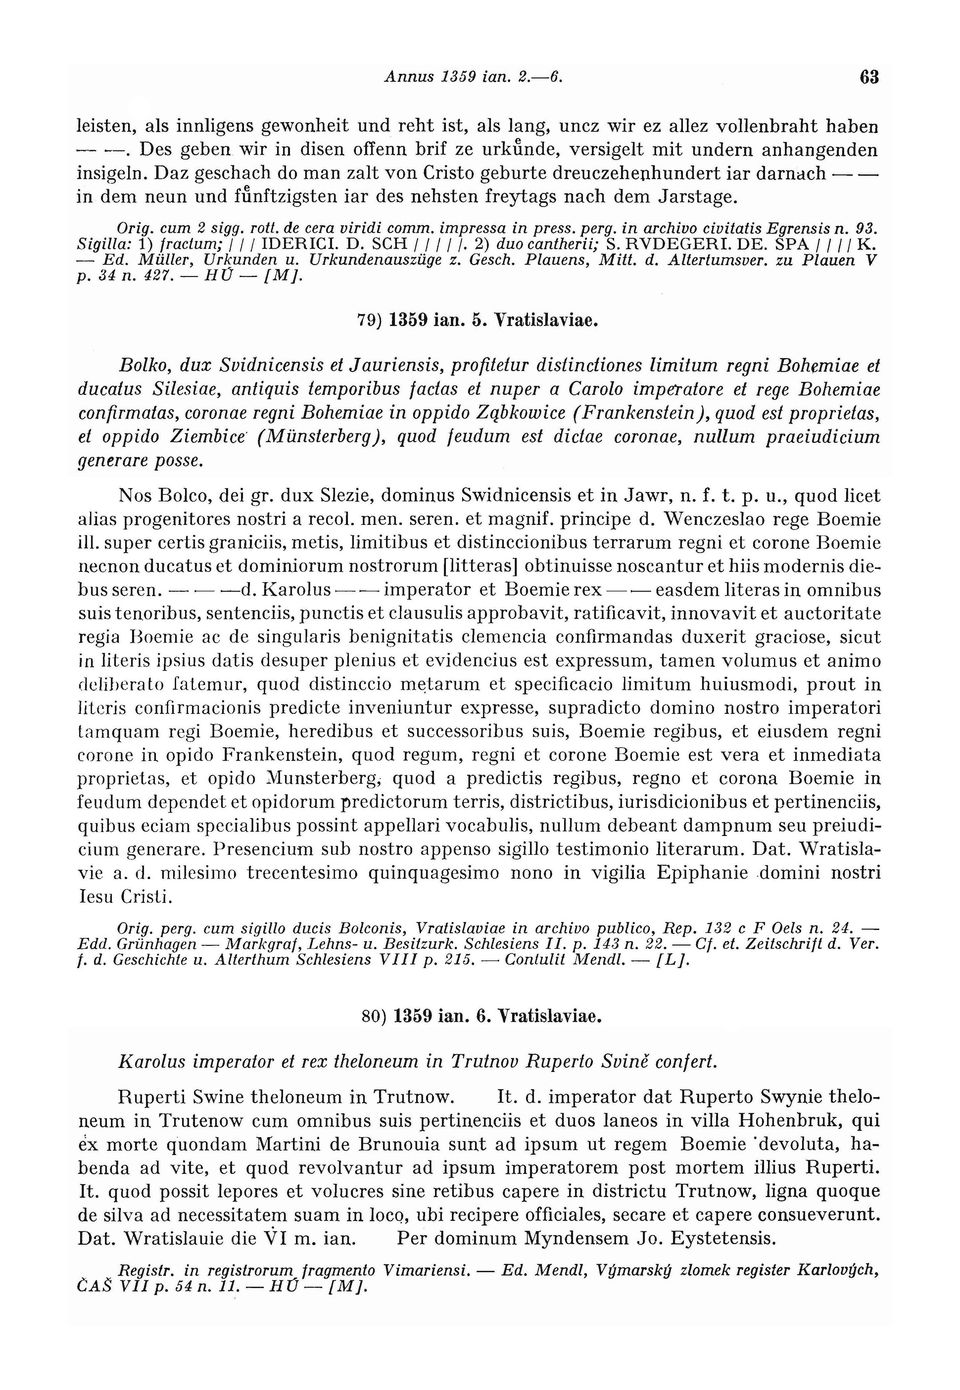 Annus 1359 ian. 2.—6. 63
leisten, als innligens gewonheit und reht ist, als lang, uncz wir ez allez vollenbraht haben
— —. Des geben wir in disen offenn brif ze urkůnde, versigelt mit undern anhangenden
insigeln. Daz geschach do man zalt von Cristo geburte dreuczehenhundert iar darnach — —
in dem neun und fůnftzigsten iar des nehsten freytags nach dem Jarstage.
Orig. cum 2 sigg. rott. de cera viridi comm. impressa in press. perg. in archivo civitatis Egrensis n. 93.
Sigilla: 1) fractum; / / / IDERICI. D. SCH / / / / /. 2) duo cantherii; S. RVDEGERI. DE. SPA / / / / K.
— Ed. Müller, Urkunden u. Urkundenauszüge z. Gesch. Plauens, Mitt. d. Altertumsver. zu Plauen V
p. 34 n. 427. — HÚ — [M].
79) 1359 ian. 5. Vratislaviae.
Bolko, dux Svidnicensis et Jauriensis, profitetur distinctiones limitum regni Bohemiae et
ducatus Silesiae, antiquis temporibus factas et nuper a Carolo imperatore et rege Bohemiae
confirmatas, coronae regni Bohemiae in oppido Ząbkowice (Frankenstein), quod est proprietas,
et oppido Ziembice (Münsterberg), quod feudum est dictae coronae, nullum praeiudicium
generare posse.
Nos Bolco, dei gr. dux Slezie, dominus Swidnicensis et in Jawr, n. f. t. p. u., quod licet
alias progenitores nostri a recol. men. seren. et magnif. principe d. Wenczeslao rege Boemie
ill. super certis graniciis, metis, limitibus et distinccionibus terrarum regni et corone Boemie
necnon ducatus et dominiorum nostrorum [litteras] obtinuisse noscantur et hiis modernis die-
bus seren. — — —d. Karolus — — imperator et Boemie rex — — easdem literas in omnibus
suis tenoribus, sentenciis, punctis et clausulis approbavit, ratificavit, innovavit et auctoritate
regia Boemie ac de singularis benignitatis clemencia confirmandas duxerit graciose, sicut
in literis ipsius datis desuper plenius et evidencius est expressum, tamen volumus et animo
deliberato fatemur, quod distinccio metarum et specificacio limitum huiusmodi, prout in
literis confirmacionis predicte inveniuntur expresse, supradicto domino nostro imperatori
tamquam regi Boemie, heredibus et successoribus suis, Boemie regibus, et eiusdem regni
corone in opido Frankenstein, quod regum, regni et corone Boemie est vera et inmediata
proprietas, et opido Munsterberg, quod a predictis regibus, regno et corona Boemie in
feudum dependet et opidorum predictorum terris, districtibus, iurisdicionibus et pertinenciis,
quibus eciam specialibus possint appellari vocabulis, nullum debeant dampnum seu preiudi-
cium generare. Presencium sub nostro appenso sigillo testimonio literarum. Dat. Wratisla-
vie a. d. milesimo trecentesimo quinquagesimo nono in vigilia Epiphanie domini nostri
Iesu Cristi.
Orig. perg. cum sigillo ducis Bolconis, Vratislaviae in archivo publico, Rep. 132 c F Oels n. 24. —
Edd. Grünhagen — Markgraf, Lehns- u. Besitzurk. Schlesiens II. p. 143 n. 22. — Cf. et. Zeitschrift d. Ver.
f. d. Geschichte u. Alterthum Schlesiens VIII p. 215. — Contulit Mendl. — [L].
80) 1359 ian. 6. Vratislaviae.
Karolus imperator et rex theloneum in Trutnov Ruperto Svině confert.
Ruperti Swine theloneum in Trutnow. It. d. imperator dat Ruperto Swynie thelo-
neum in Trutenow cum omnibus suis pertinenciis et duos laneos in villa Hohenbruk, qui
ex morte quondam Martini de Brunouia sunt ad ipsum ut regem Boemie devoluta, ha-
benda ad vite, et quod revolvantur ad ipsum imperatorem post mortem illius Ruperti.
It. quod possit lepores et volucres sine retibus capere in districtu Trutnow, ligna quoque
de silva ad necessitatem suam in loco, ubi recipere officiales, secare et capere consueverunt.
Dat. Wratislauie die VI m. ian. Per dominum Myndensem Jo. Eystetensis.
Registr. in registrorum fragmento Vimariensi. — Ed. Mendl, Výmarský zlomek register Karlových,
ČAŠ VII p. 54 n. 11. — HÚ — [M].